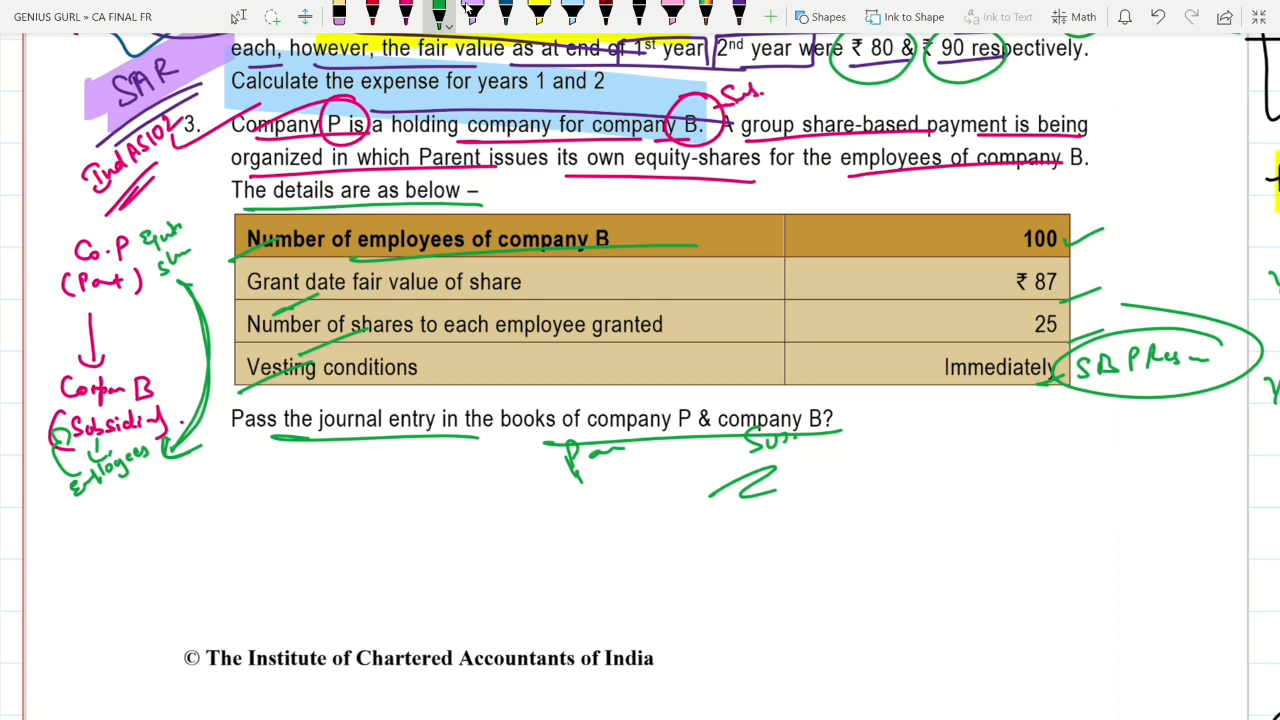 GENIUS GURL » CA FINAL FR
Shapes
Ink to Shape
Ink to Text
Math
each, however, the fair value as at end of 1st year 2nd year were ₹ 80 & ₹ 90 respectively.
SAR
Calculate the expense for years 1 and 2
Sus.
3. Company P is a holding company for company B. A group share-based payment is being
Ind AS 102
organized in which Parent issues its own equity-shares for the employees of company B.
The details are as below –
Number of employees of company B 100
Co. P
Grant date fair value of share ₹ 87
Number of shares to each employee granted 25
Vesting conditions Immediately
SBP
B
(Subsidiary)
Employees
Pass the journal entry in the books of company P & company B?
© The Institute of Chartered Accountants of India